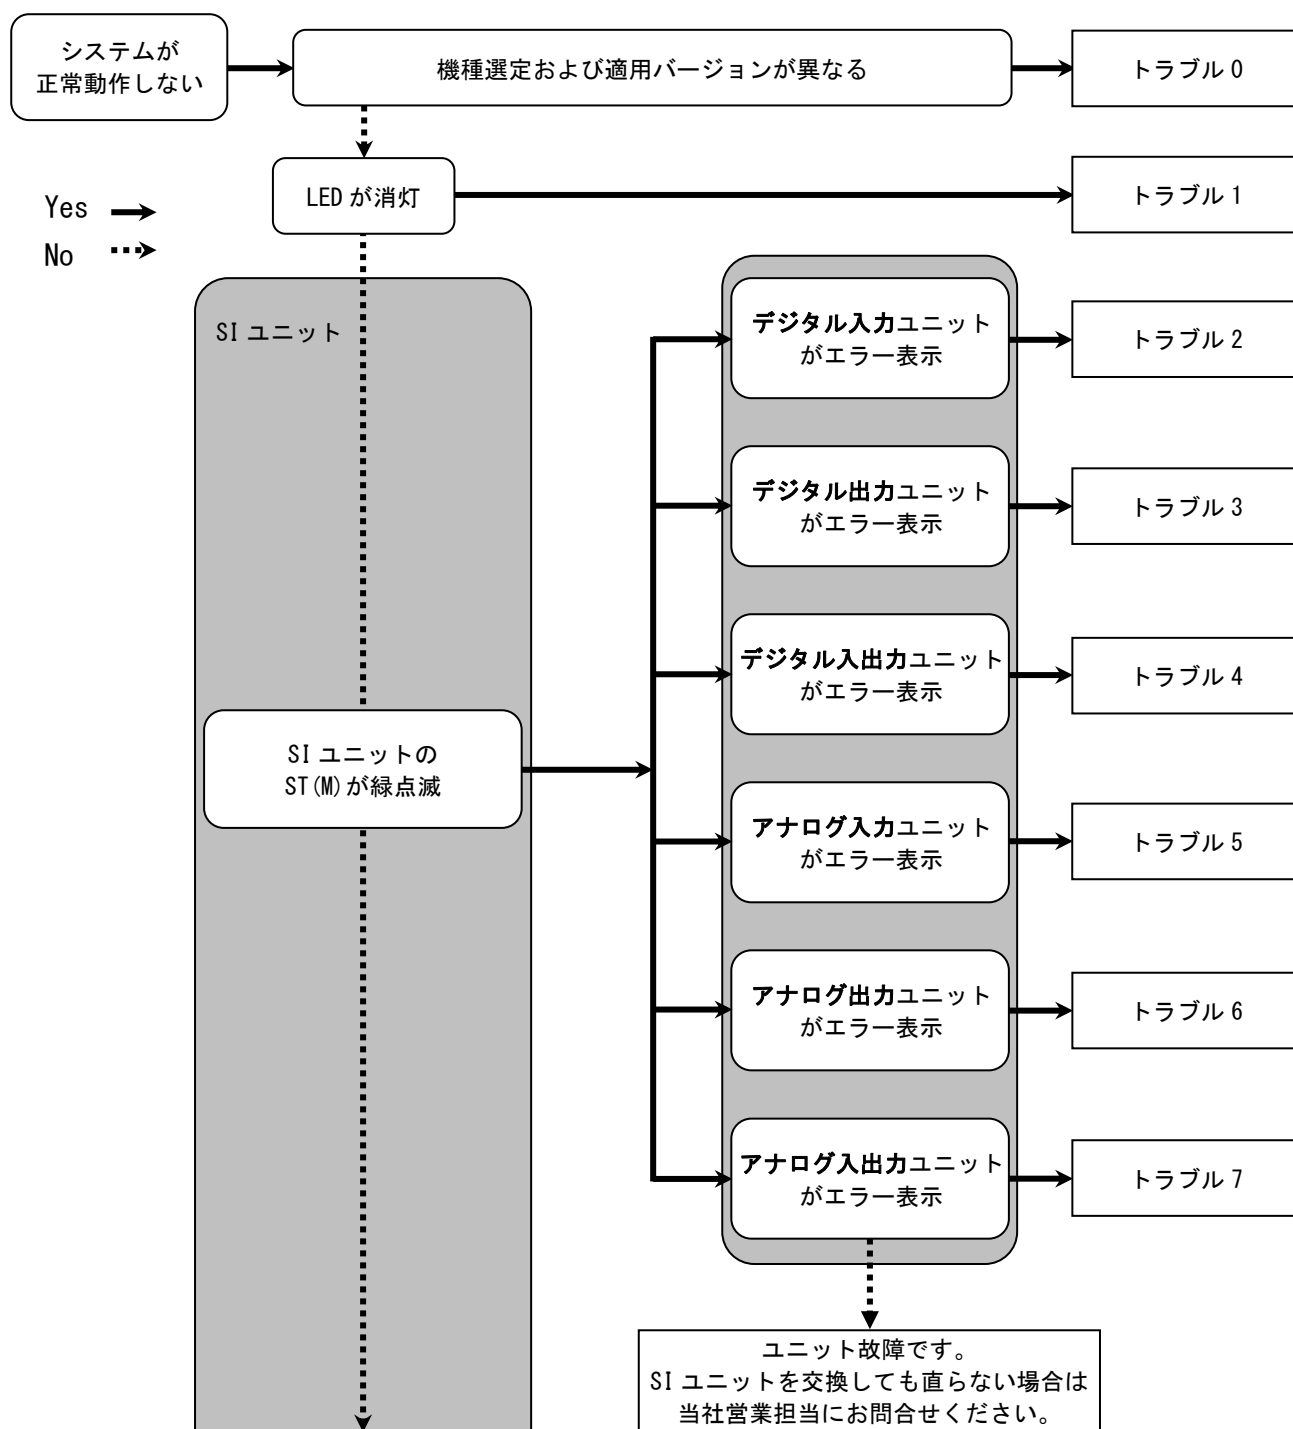 システムが
正常動作しない
機種選定および適用バージョンが異なる
トラブル 0
LED が消灯
トラブル 1
Yes
No
SI ユニット
デジタル入力ユニット
がエラー表示
トラブル 2
デジタル出力ユニット
がエラー表示
トラブル 3
デジタル入出力ユニット
がエラー表示
トラブル 4
SI ユニットの
ST(M)が緑点滅
アナログ入力ユニット
がエラー表示
トラブル 5
アナログ出力ユニット
がエラー表示
トラブル 6
アナログ入出力ユニット
がエラー表示
トラブル 7
ユニット故障です。
SI ユニットを交換しても直らない場合は
当社営業担当にお問合せください。